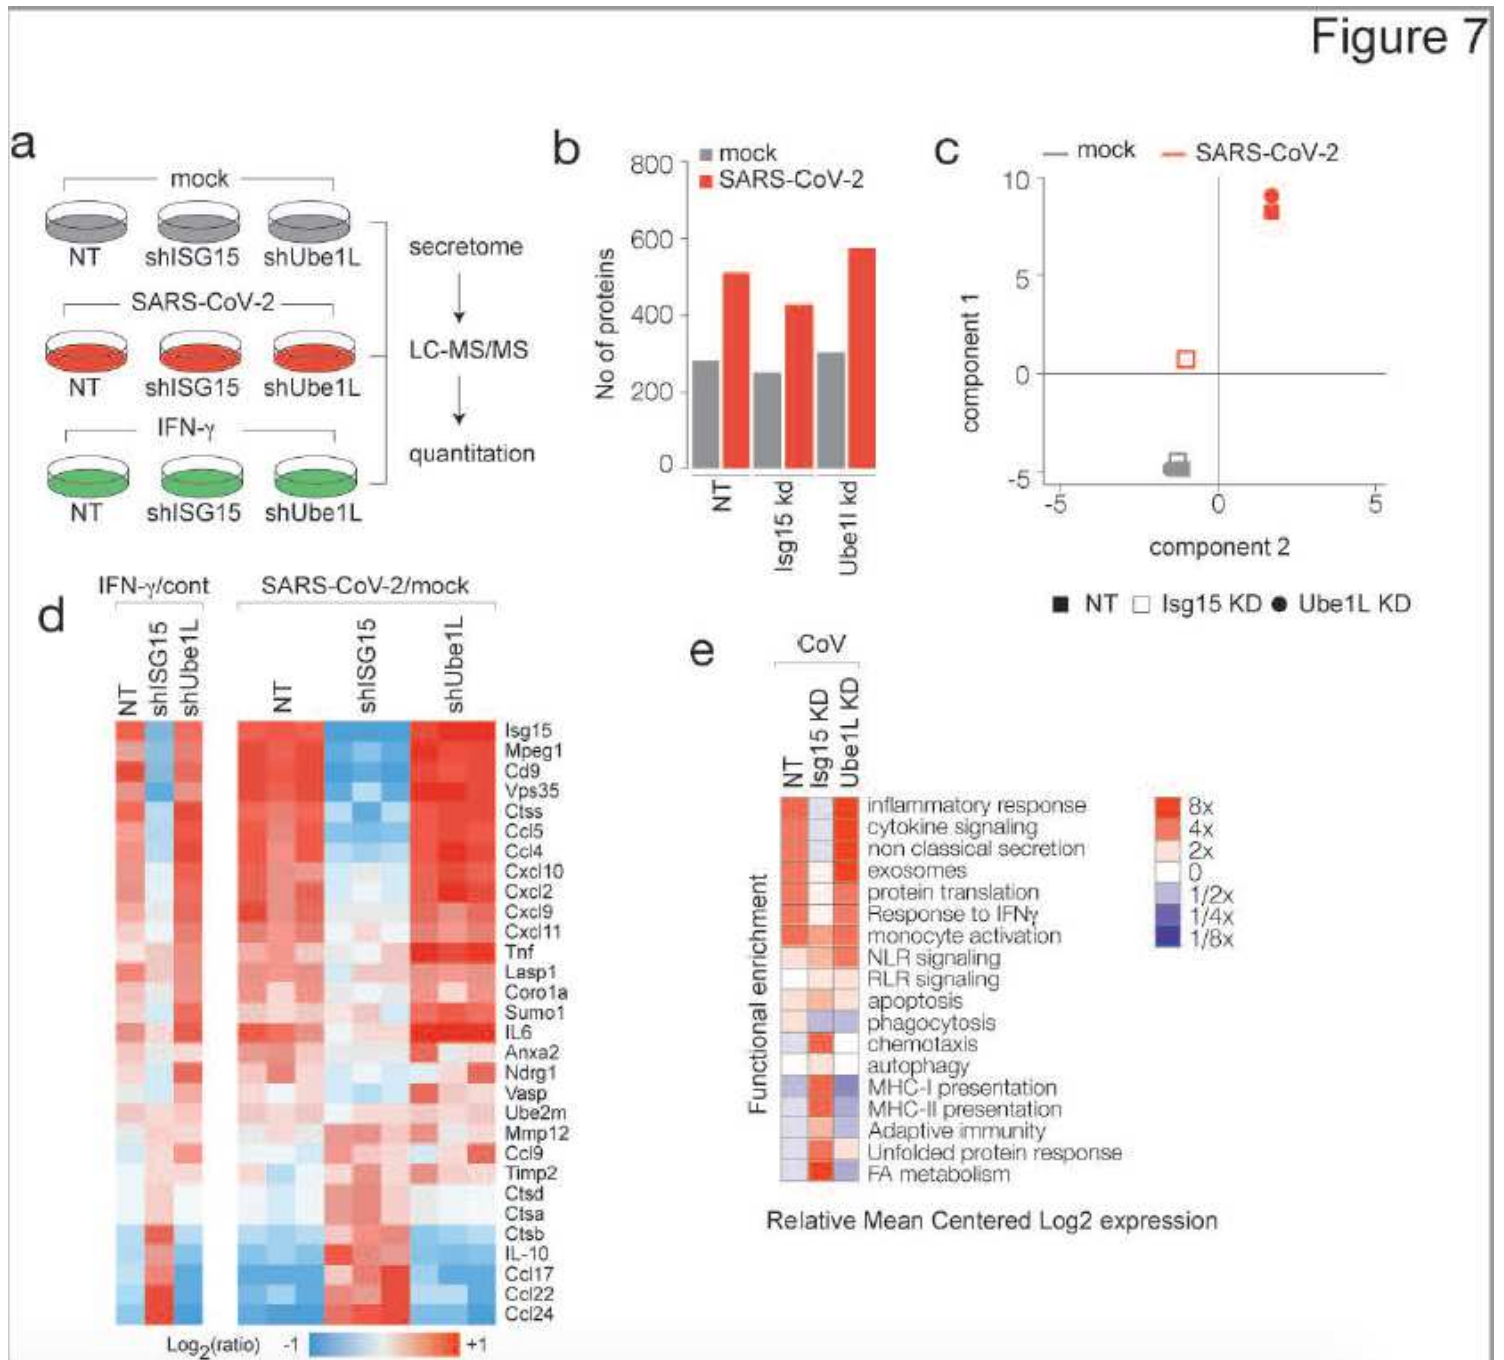 Figure 7
a
mock
NT shISG15 shUbe1L
SARS-CoV-2
NT shISG15 shUbe1L
IFN-γ
NT shISG15 shUbe1L
secretome
LC-MS/MS
quantitation
b
mock
SARS-CoV-2
No of proteins
800
600
400
200
0
NT
Isg15 kd
Ube1l kd
c
mock SARS-CoV-2
component 1
10
5
0
-5
-5 0 5
component 2
NT Isg15 KD Ube1L KD
d
IFN-γ/cont SARS-CoV-2/mock
NT
shISG15
shUbe1L
NT
shISG15
shUbe1L
Isg15
Mpeg1
Cd9
Vps35
Ctss
Ccl5
Ccl4
Cxcl10
Cxcl2
Cxcl9
Cxcl11
Tnf
Lasp1
Coro1a
Sumo1
IL6
Anxa2
Ndrg1
Vasp
Ube2m
Mmp12
Ccl9
Timp2
Ctsd
Ctsa
Ctsb
IL-10
Ccl17
Ccl22
Ccl24
Log2(ratio) -1 +1
e
CoV
NT
Isg15 KD
Ube1L KD
Functional enrichment
inflammatory response
cytokine signaling
non classical secretion
exosomes
protein translation
Response to IFNγ
monocyte activation
NLR signaling
RLR signaling
apoptosis
phagocytosis
chemotaxis
autophagy
MHC-I presentation
MHC-II presentation
Adaptive immunity
Unfolded protein response
FA metabolism
8x
4x
2x
0
1/2x
1/4x
1/8x
Relative Mean Centered Log2 expression